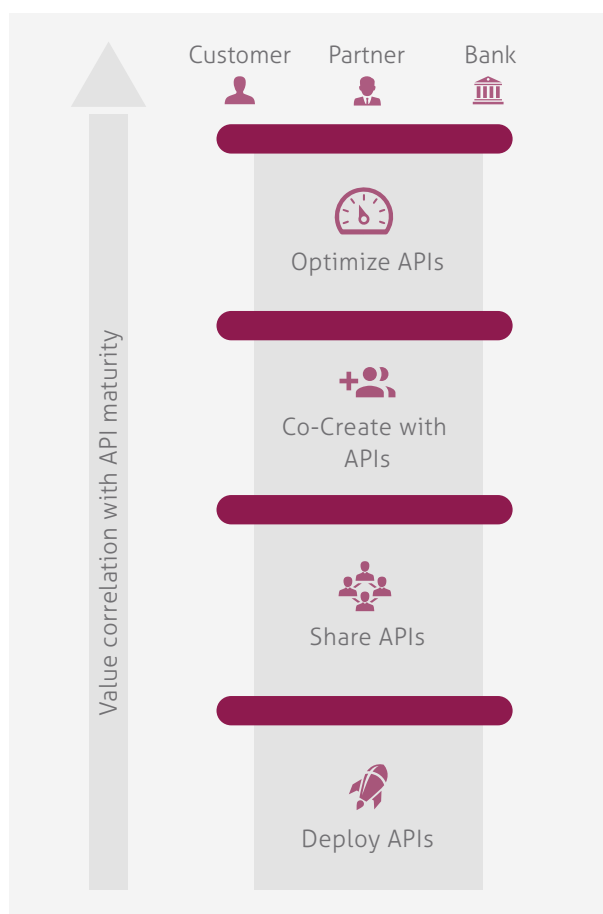 Customer Partner Bank
Optimize APIs
Co-Create with
APIs
Share APIs
Deploy APIs
Value correlation with API maturity